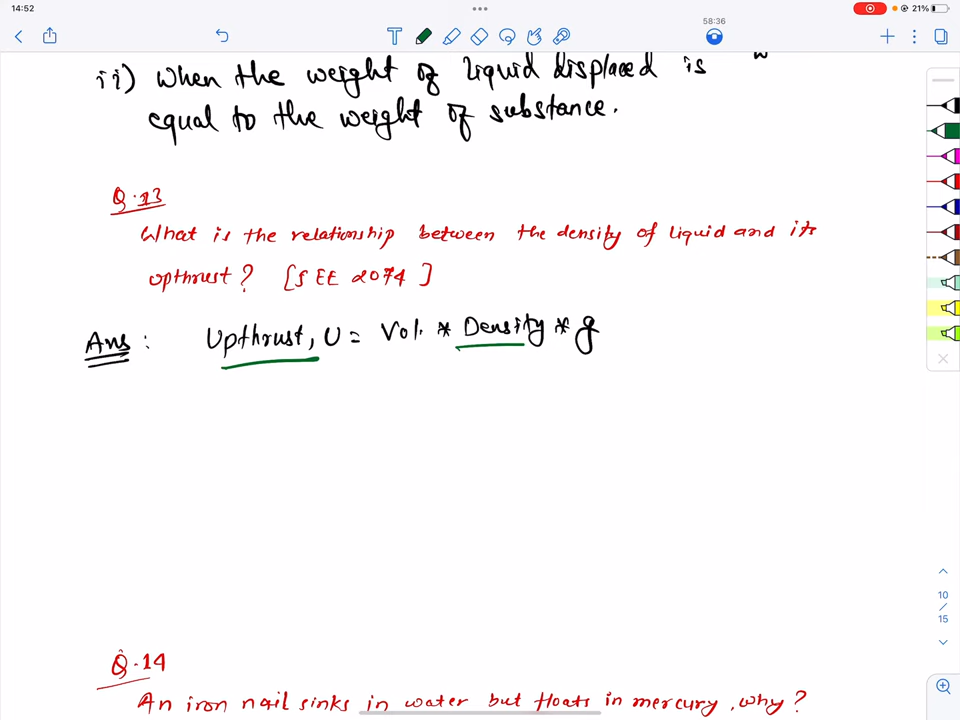 14:52
21%
58:36
T
ii) When the weight of liquid displaced is
equal to the weight of substance.
Q.13
What is the relationship between the density of liquid and its
upthrust? [SEE 2074]
Ans : Upthrust, U = Vol. * Density * g
10
/
15
Q.14
An iron nail sinks in water but floats in mercury, why?